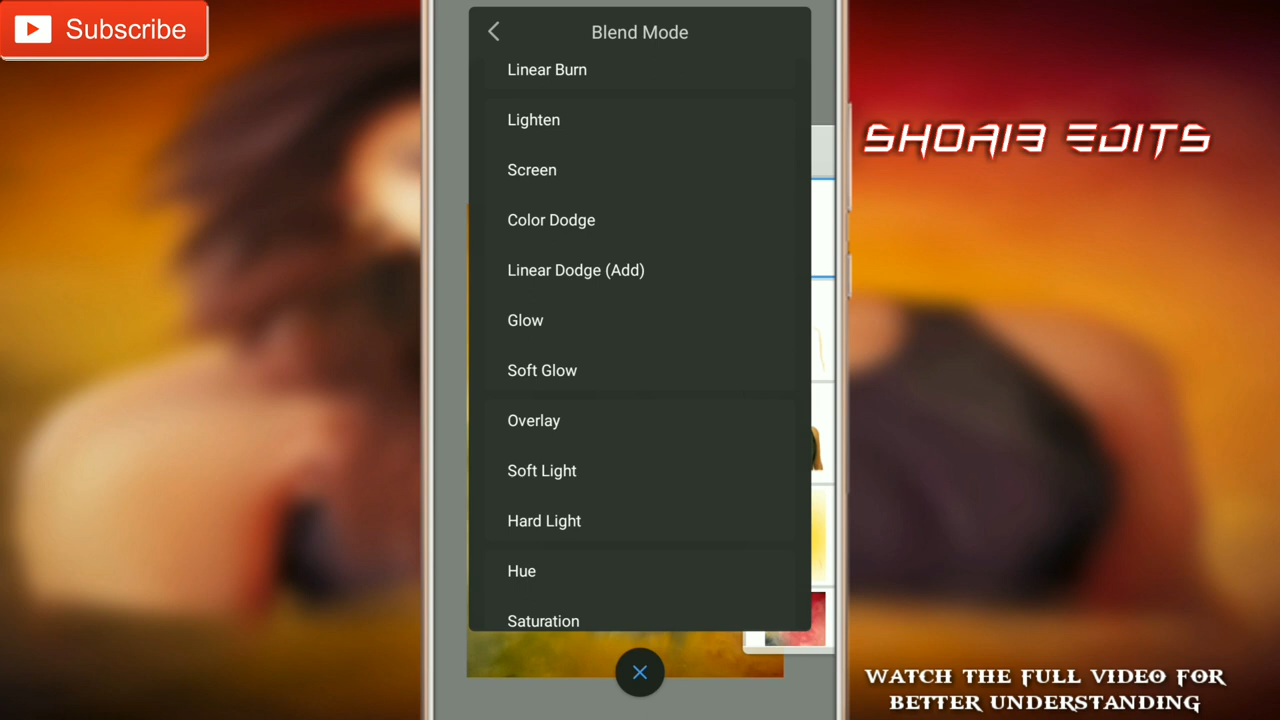 Subscribe
Blend Mode
Linear Burn
Lighten
Screen
Color Dodge
Linear Dodge (Add)
Glow
Soft Glow
Overlay
Soft Light
Hard Light
Hue
Saturation
SHOAIB EDITS
WATCH THE FULL VIDEO FOR
BETTER UNDERSTANDING